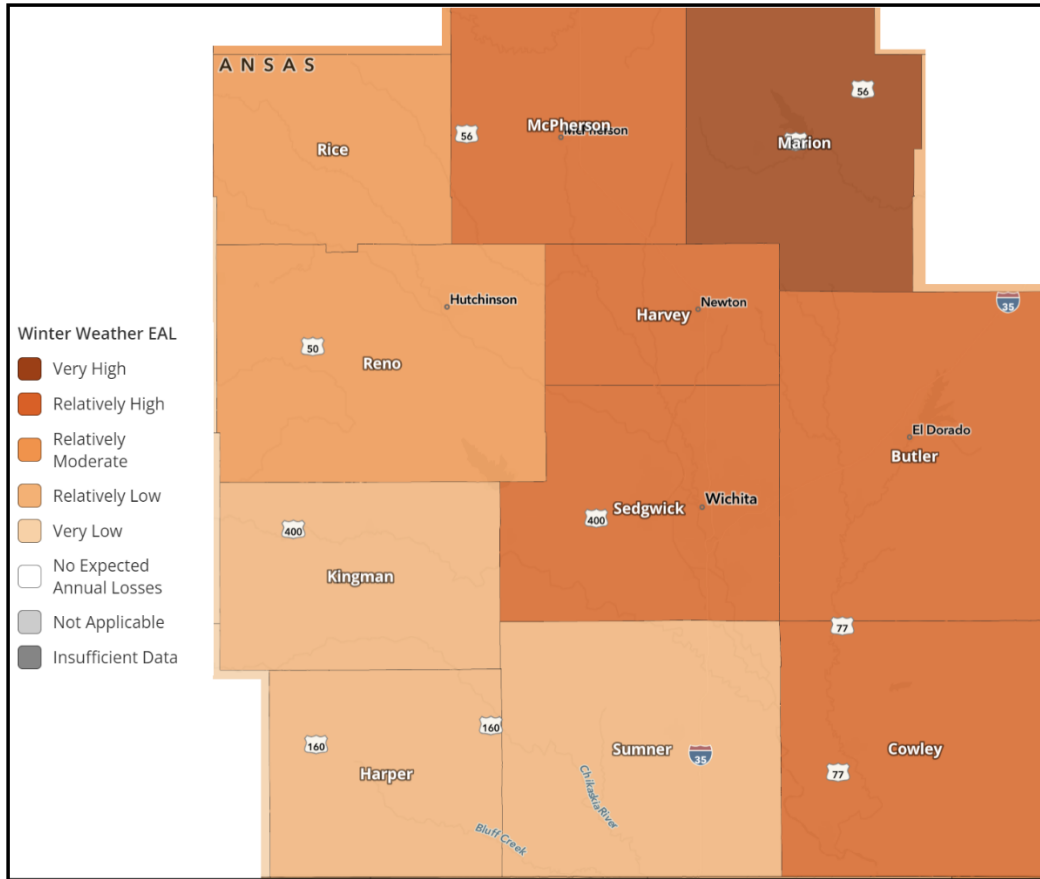 ANSAS
56
McPherson
McPherson
56
Marion
Rice
Hutchinson
Newton
Harvey
35
50
Reno
El Dorado
Butler
Wichita
Sedgwick
400
400
Kingman
77
160
160
Sumner
35
Cowley
77
Harper
Chikaskia River
Bluff Creek
Winter Weather EAL
Very High
Relatively High
Relatively
Moderate
Relatively Low
Very Low
No Expected
Annual Losses
Not Applicable
Insufficient Data